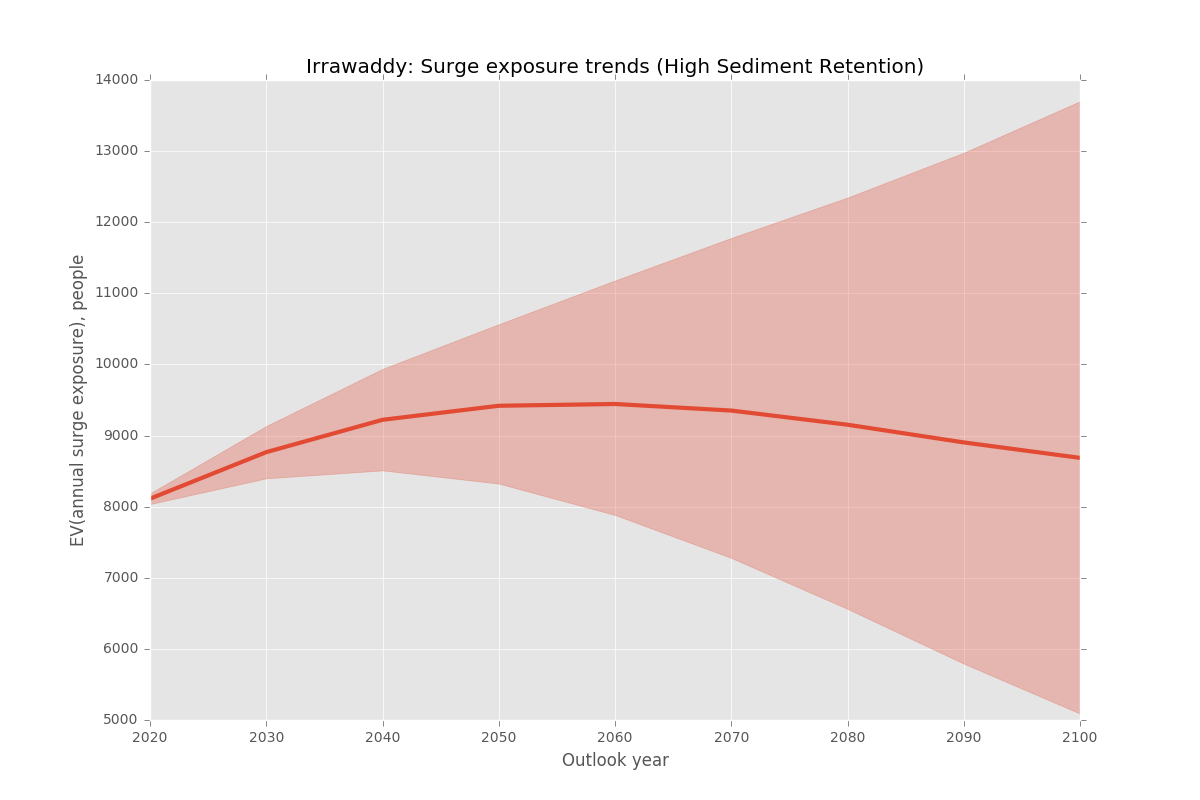 Irrawaddy: Surge exposure trends (High Sediment Retention)
14000
13000
12000
11000
10000
9000
8000
7000
6000
5000
EV(annual surge exposure), people
2020 2030 2040 2050 2060 2070 2080 2090 2100
Outlook year